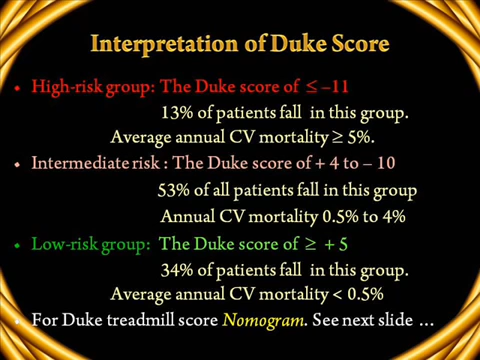 Interpretation of Duke Score
• High-risk group: The Duke score of ≤ –11
13% of patients fall in this group.
Average annual CV mortality ≥ 5%.
• Intermediate risk : The Duke score of + 4 to – 10
53% of all patients fall in this group
Annual CV mortality 0.5% to 4%
• Low-risk group: The Duke score of ≥ + 5
34% of patients fall in this group.
Average annual CV mortality < 0.5%
• For Duke treadmill score Nomogram. See next slide …